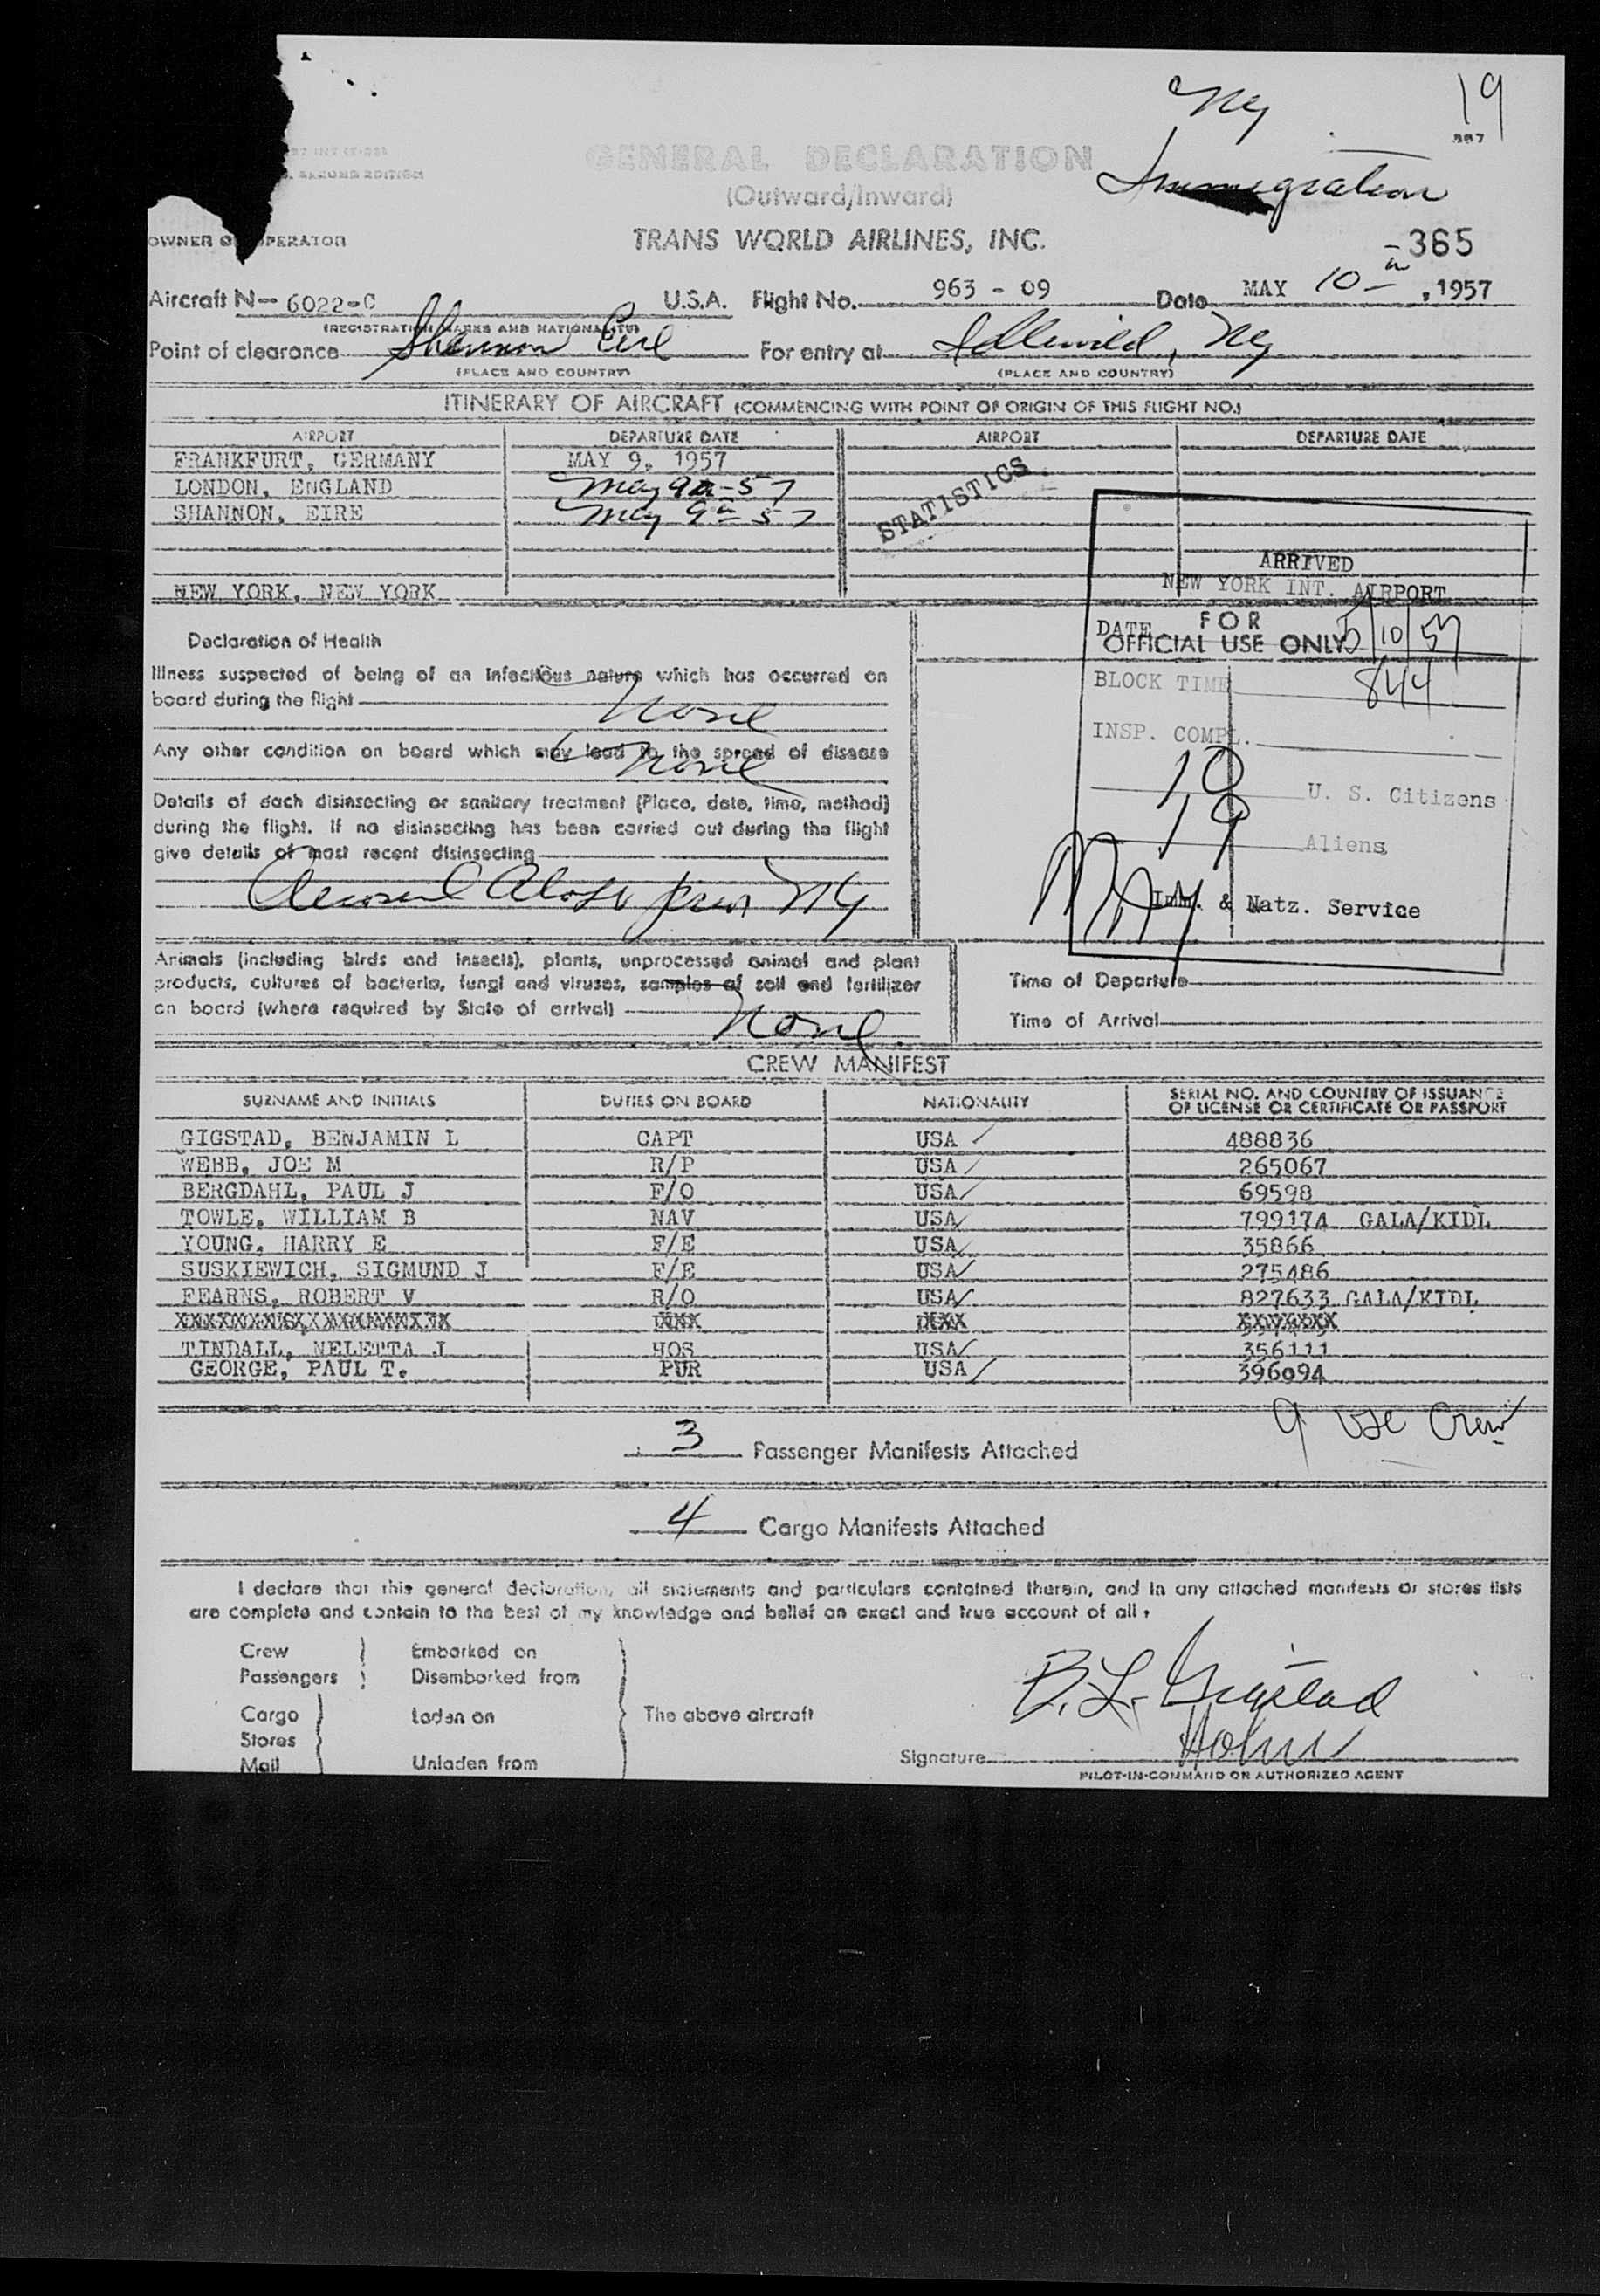 Ny
19
GENERAL DECLARATION
(Outward/Inward)
Immigration
OWNER OR OPERATOR
TRANS WORLD AIRLINES, INC.
-365
Aircraft N- 6022-C U.S.A. Flight No. 963 - 09 Date MAY 10 , 1957
(REGISTRATION MARKS AND NATIONALITY)
Point of clearance Shannon Eire For entry at Idlewild, Ny
(PLACE AND COUNTRY) (PLACE AND COUNTRY)
ITINERARY OF AIRCRAFT (COMMENCING WITH POINT OF ORIGIN OF THIS FLIGHT NO.)
AIRPORT DEPARTURE DATE AIRPORT DEPARTURE DATE
FRANKFURT, GERMANY MAY 9, 1957
LONDON, ENGLAND May 9 -57
SHANNON, EIRE May 9 57
STATISTICS
NEW YORK, NEW YORK
ARRIVED
NEW YORK INT. AIRPORT
FOR
OFFICIAL USE ONLY
DATE 5/10/57
BLOCK TIME 844
INSP. COMPL.
18 U. S. Citizens
19 Aliens
Imm. & Natz. Service
Declaration of Health
Illness suspected of being of an infectious nature which has occurred on
board during the flight None
Any other condition on board which may lead to the spread of disease
None
Details of each disinsecting or sanitary treatment (Place, date, time, method)
during the flight. If no disinsecting has been carried out during the flight
give details of most recent disinsecting
Aerosol NY
Animals (including birds and insects), plants, unprocessed animal and plant
products, cultures of bacteria, fungi and viruses, samples of soil and fertilizer
on board (where required by State of arrival) None
Time of Departure
Time of Arrival
CREW MANIFEST
SURNAME AND INITIALS DUTIES ON BOARD NATIONALITY SERIAL NO. AND COUNTRY OF ISSUANCE
OF LICENSE OR CERTIFICATE OR PASSPORT
GIGSTAD, BENJAMIN L CAPT USA 488836
WEBB, JOE M R/P USA 265067
BERGDAHL, PAUL J F/O USA 69598
TOWLE, WILLIAM B NAV USA 799174 GALA/KIDL
YOUNG, HARRY E F/E USA 35866
SUSKIEWICH, SIGMUND J F/E USA 275486
FEARNS, ROBERT V R/O USA 827633 GALA/KIDL
TINDALL, NELETTA J HOS USA 356111
GEORGE, PAUL T. PUR USA 396094
9 USC Crew
3 Passenger Manifests Attached
4 Cargo Manifests Attached
I declare that this general declaration, all statements and particulars contained therein, and in any attached manifests or stores lists
are complete and contain to the best of my knowledge and belief an exact and true account of all:
Crew Embarked on
Passengers Disembarked from
Cargo Laden on The above aircraft
Stores
Mail Unladen from
B. L. Gigstad
Signature
PILOT-IN-COMMAND OR AUTHORIZED AGENT